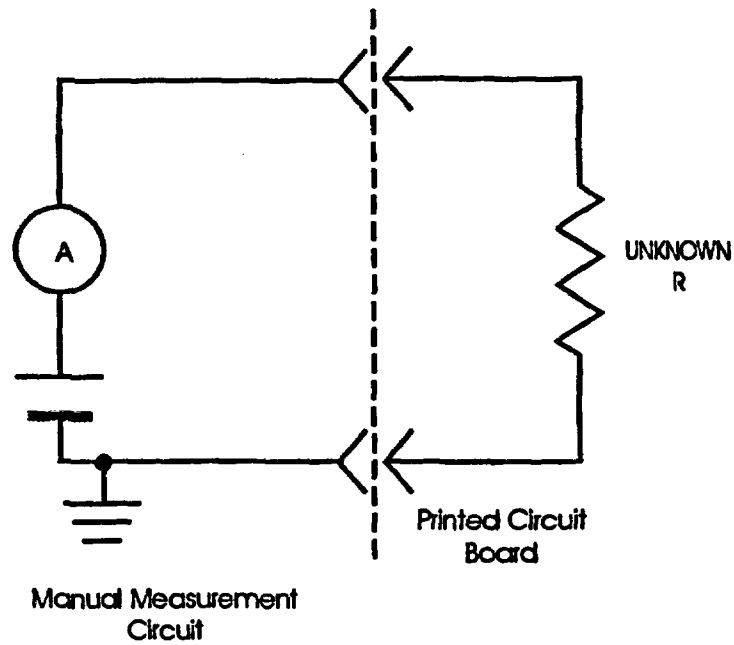 A
UNKNOWN
R
Printed Circuit
Board
Manual Measurement
Circuit